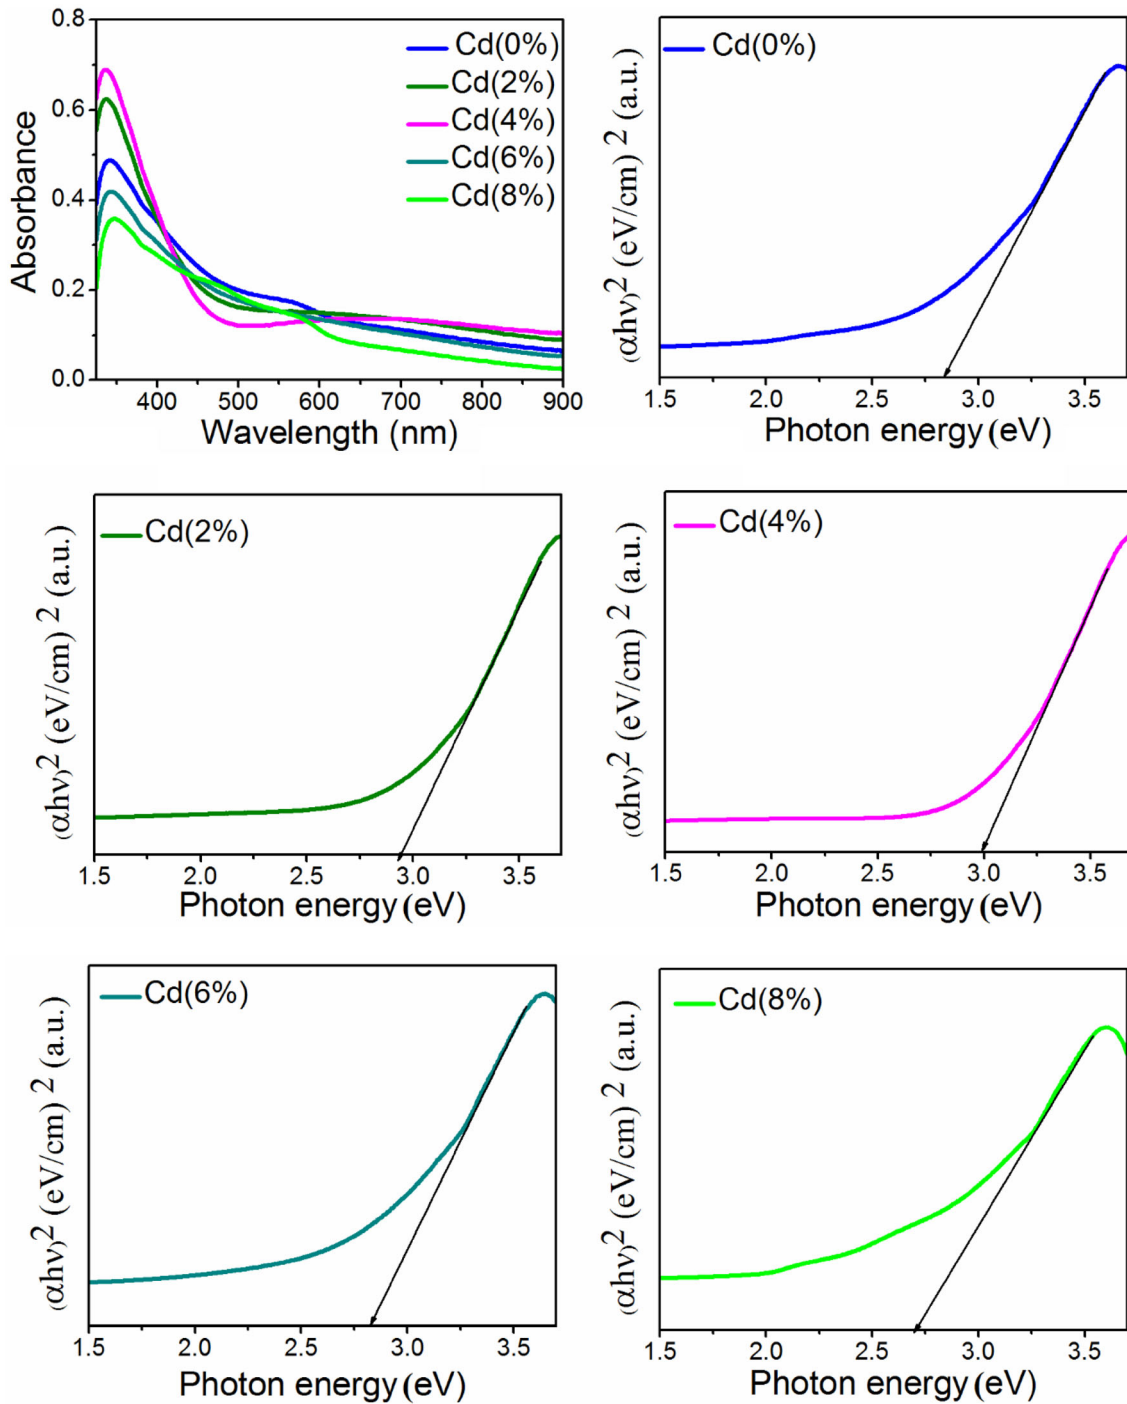 Absorbance
0.8
0.6
0.4
0.2
0.0
Cd(0%)
Cd(2%)
Cd(4%)
Cd(6%)
Cd(8%)
400 500 600 700 800 900
Wavelength (nm)
(αhν)2 (eV/cm) 2 (a.u.)
Cd(0%)
1.5 2.0 2.5 3.0 3.5
Photon energy (eV)
(αhν)2 (eV/cm) 2 (a.u.)
Cd(2%)
1.5 2.0 2.5 3.0 3.5
Photon energy (eV)
(αhν)2 (eV/cm) 2 (a.u.)
Cd(4%)
1.5 2.0 2.5 3.0 3.5
Photon energy (eV)
(αhν)2 (eV/cm) 2 (a.u.)
Cd(6%)
1.5 2.0 2.5 3.0 3.5
Photon energy (eV)
(αhν)2 (eV/cm) 2 (a.u.)
Cd(8%)
1.5 2.0 2.5 3.0 3.5
Photon energy (eV)